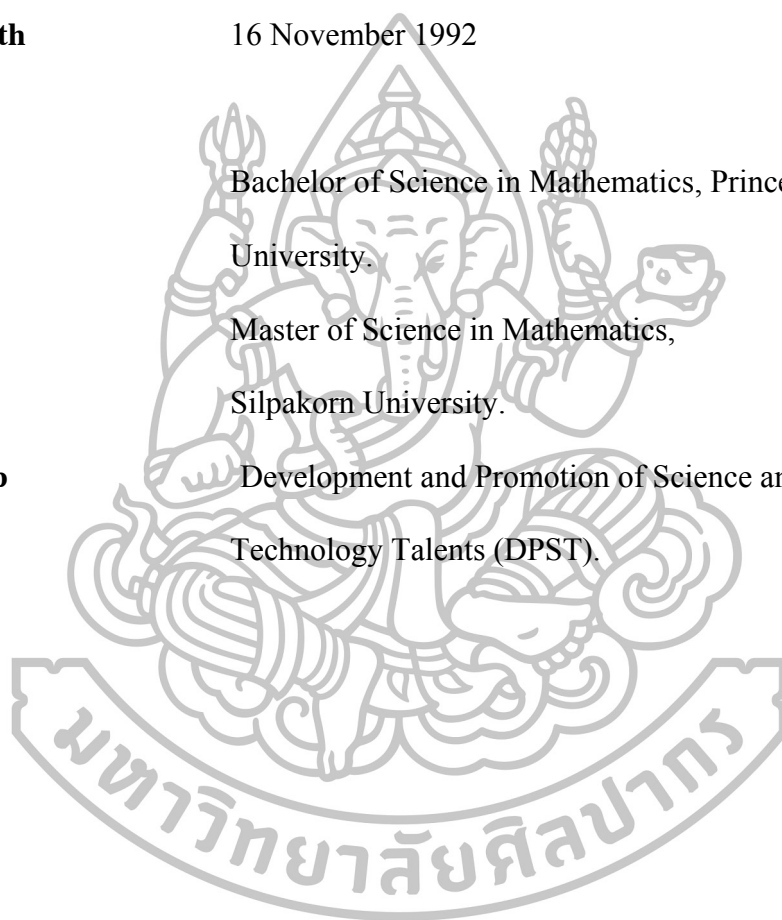 th 16 November 1992
Bachelor of Science in Mathematics, Prince
University.
Master of Science in Mathematics,
Silpakorn University.
o Development and Promotion of Science an
Technology Talents (DPST).
มหาวิทยาลัยศิลปากร